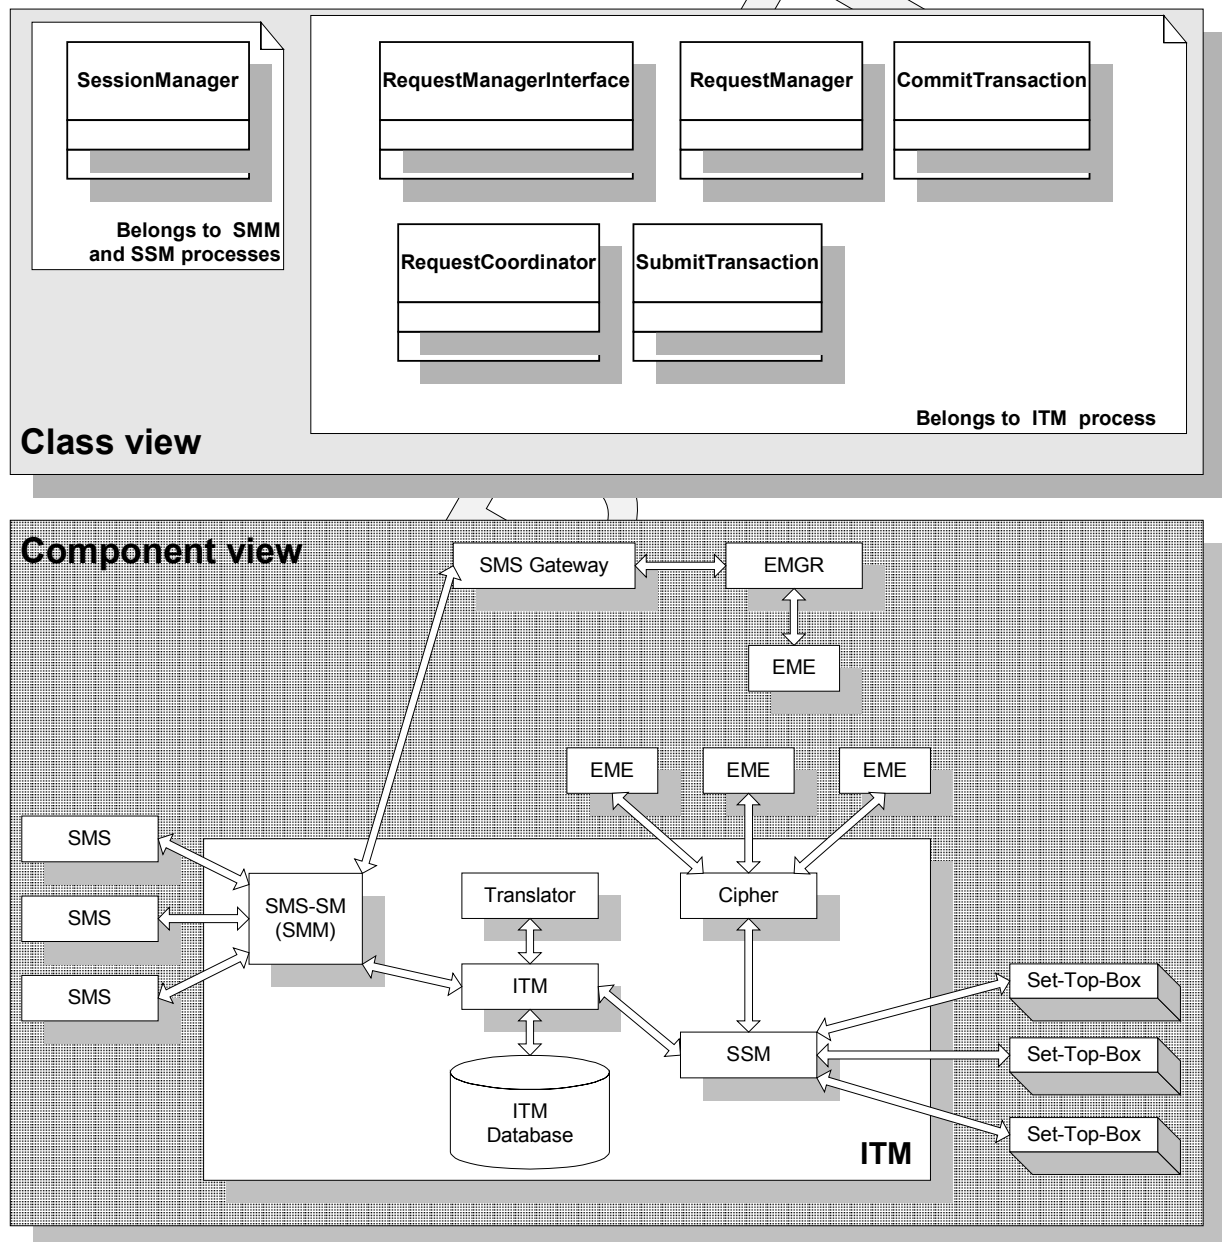 SessionManager
RequestManagerInterface
RequestManager
CommitTransaction
Belongs to SMM
and SSM processes
RequestCoordinator
SubmitTransaction
Belongs to ITM process
Class view
Component view
SMS Gateway
EMGR
EME
EME
EME
EME
SMS
SMS
SMS
SMS-SM
(SMM)
Translator
Cipher
ITM
SSM
ITM
Database
Set-Top-Box
Set-Top-Box
Set-Top-Box
ITM